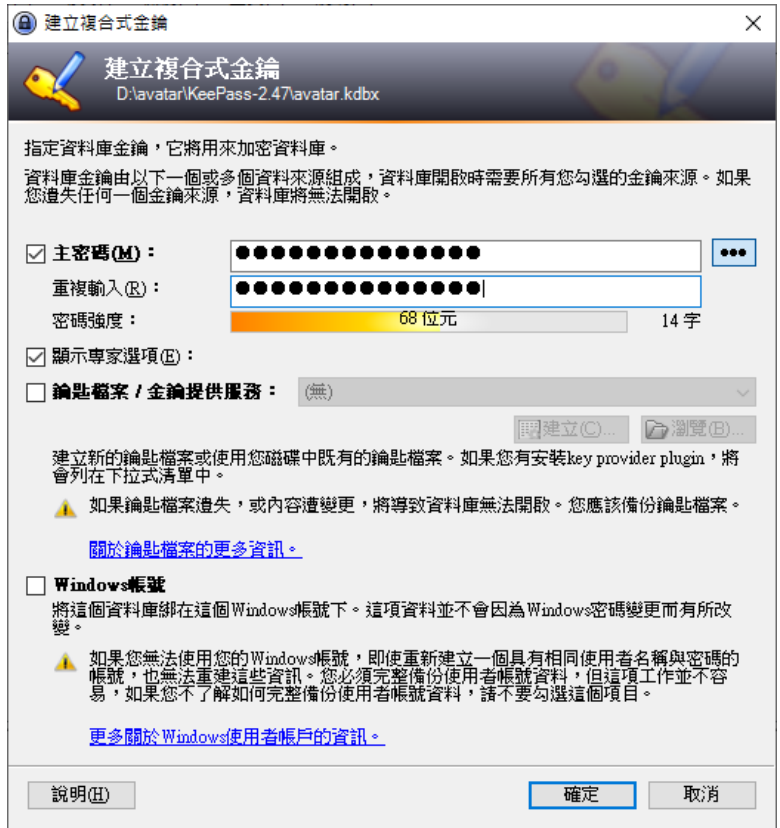 建立複合式金鑰
建立複合式金鑰
D:\avatar\KeePass-2.47\avatar.kdbx
指定資料庫金鑰，它將用來加密資料庫。
資料庫金鑰由以下一個或多個資料來源組成，資料庫開啟時需要所有您勾選的金鑰來源。如果
您遺失任何一個金鑰來源，資料庫將無法開啟。
主密碼(M)：
●●●●●●●●●●●●●●
重複輸入(R)：
●●●●●●●●●●●●●●
密碼強度：
68 位元
14 字
顯示專家選項(E)：
鑰匙檔案 / 金鑰提供服務：
(無)
建立(C)...
瀏覽(B)...
建立新的鑰匙檔案或使用您磁碟中既有的鑰匙檔案。如果您有安裝key provider plugin，將
會列在下拉式清單中。
如果鑰匙檔案遺失，或內容遭變更，將導致資料庫無法開啟。您應該備份鑰匙檔案。
關於鑰匙檔案的更多資訊。
Windows帳號
將這個資料庫綁在這個Windows帳號下。這項資料並不會因為Windows密碼變更而有所改
變。
如果您無法使用您的Windows帳號，即使重新建立一個具有相同使用者名稱與密碼的
帳號，也無法重建這些資訊。您必須完整備份使用者帳號資料，但這項工作並不容
易，如果您不了解如何完整備份使用者帳號資料，請不要勾選這個項目。
更多關於Windows使用者帳戶的資訊。
說明(H)
確定
取消